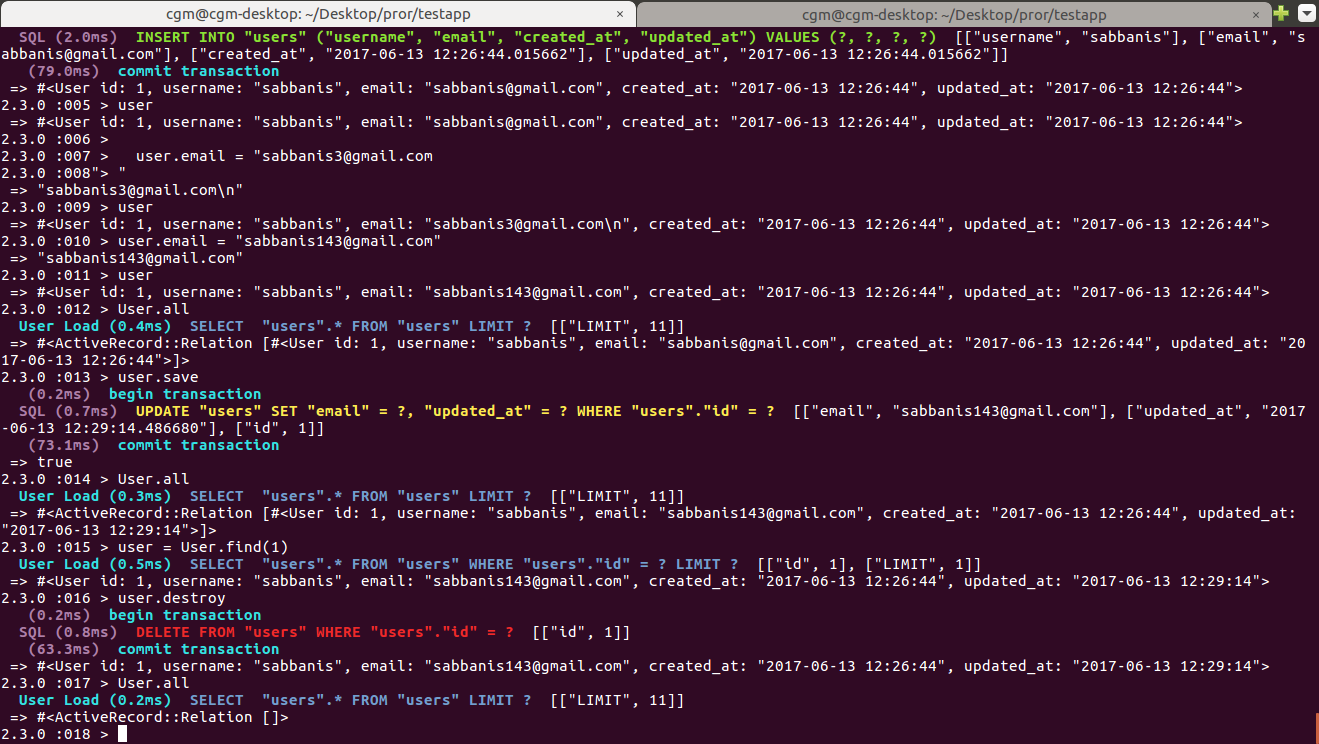 cgm@cgm-desktop: ~/Desktop/pror/testapp × cgm@cgm-desktop: ~/Desktop/pror/testapp ×
SQL (2.0ms)  INSERT INTO "users" ("username", "email", "created_at", "updated_at") VALUES (?, ?, ?, ?)  [["username", "sabbanis"], ["email", "s
abbanis@gmail.com"], ["created_at", "2017-06-13 12:26:44.015662"], ["updated_at", "2017-06-13 12:26:44.015662"]]
(79.0ms)  commit transaction
=> #<User id: 1, username: "sabbanis", email: "sabbanis@gmail.com", created_at: "2017-06-13 12:26:44", updated_at: "2017-06-13 12:26:44">
2.3.0 :005 > user
=> #<User id: 1, username: "sabbanis", email: "sabbanis@gmail.com", created_at: "2017-06-13 12:26:44", updated_at: "2017-06-13 12:26:44">
2.3.0 :006 >
2.3.0 :007 >   user.email = "sabbanis3@gmail.com
2.3.0 :008"> "
=> "sabbanis3@gmail.com\n"
2.3.0 :009 > user
=> #<User id: 1, username: "sabbanis", email: "sabbanis3@gmail.com\n", created_at: "2017-06-13 12:26:44", updated_at: "2017-06-13 12:26:44">
2.3.0 :010 > user.email = "sabbanis143@gmail.com"
=> "sabbanis143@gmail.com"
2.3.0 :011 > user
=> #<User id: 1, username: "sabbanis", email: "sabbanis143@gmail.com", created_at: "2017-06-13 12:26:44", updated_at: "2017-06-13 12:26:44">
2.3.0 :012 > User.all
User Load (0.4ms)  SELECT  "users".* FROM "users" LIMIT ?  [["LIMIT", 11]]
=> #<ActiveRecord::Relation [#<User id: 1, username: "sabbanis", email: "sabbanis@gmail.com", created_at: "2017-06-13 12:26:44", updated_at: "20
17-06-13 12:26:44">]>
2.3.0 :013 > user.save
(0.2ms)  begin transaction
SQL (0.7ms)  UPDATE "users" SET "email" = ?, "updated_at" = ? WHERE "users"."id" = ?  [["email", "sabbanis143@gmail.com"], ["updated_at", "2017
-06-13 12:29:14.486680"], ["id", 1]]
(73.1ms)  commit transaction
=> true
2.3.0 :014 > User.all
User Load (0.3ms)  SELECT  "users".* FROM "users" LIMIT ?  [["LIMIT", 11]]
=> #<ActiveRecord::Relation [#<User id: 1, username: "sabbanis", email: "sabbanis143@gmail.com", created_at: "2017-06-13 12:26:44", updated_at:
"2017-06-13 12:29:14">]>
2.3.0 :015 > user = User.find(1)
User Load (0.5ms)  SELECT  "users".* FROM "users" WHERE "users"."id" = ? LIMIT ?  [["id", 1], ["LIMIT", 1]]
=> #<User id: 1, username: "sabbanis", email: "sabbanis143@gmail.com", created_at: "2017-06-13 12:26:44", updated_at: "2017-06-13 12:29:14">
2.3.0 :016 > user.destroy
(0.2ms)  begin transaction
SQL (0.8ms)  DELETE FROM "users" WHERE "users"."id" = ?  [["id", 1]]
(63.3ms)  commit transaction
=> #<User id: 1, username: "sabbanis", email: "sabbanis143@gmail.com", created_at: "2017-06-13 12:26:44", updated_at: "2017-06-13 12:29:14">
2.3.0 :017 > User.all
User Load (0.2ms)  SELECT  "users".* FROM "users" LIMIT ?  [["LIMIT", 11]]
=> #<ActiveRecord::Relation []>
2.3.0 :018 >